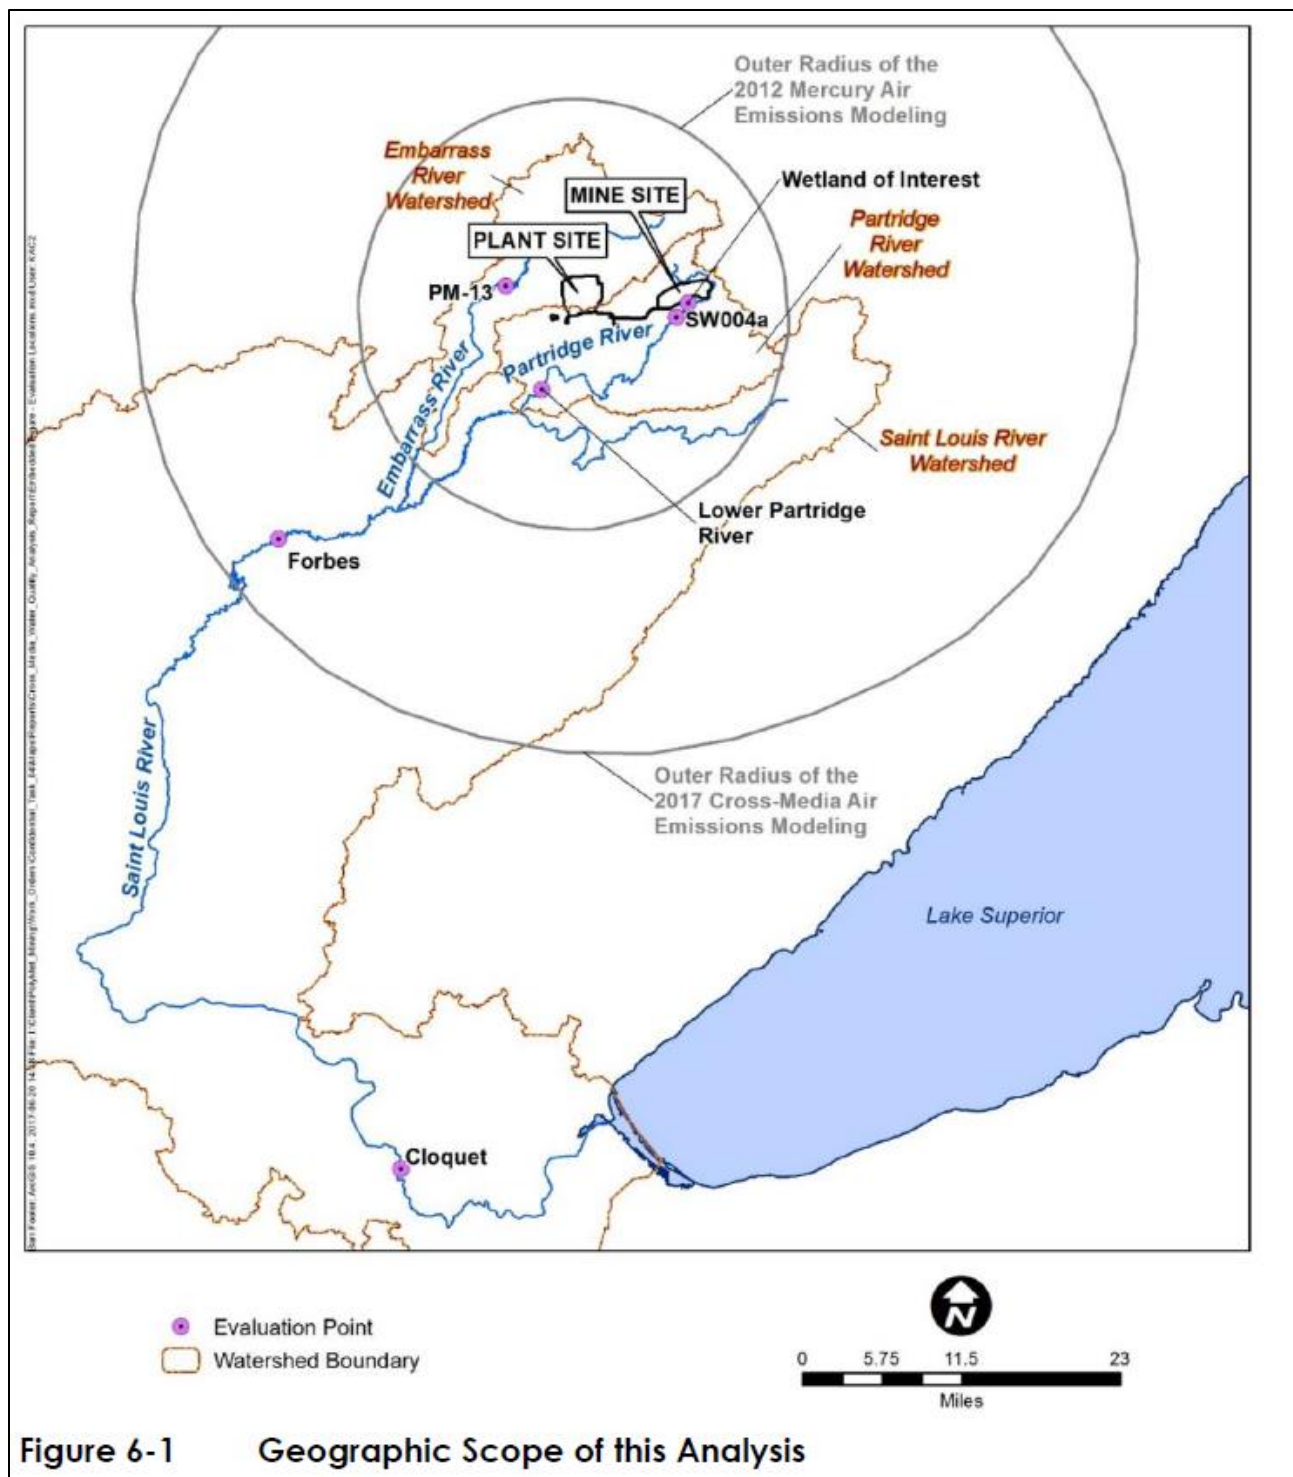 Outer Radius of the
2012 Mercury Air
Emissions Modeling
Embarrass
River
Watershed
MINE SITE
Wetland of Interest
PLANT SITE
Partridge
River
Watershed
PM-13
SW004a
Partridge River
Embarrass River
Saint Louis River
Watershed
Lower Partridge
River
Forbes
Outer Radius of the
2017 Cross-Media Air
Emissions Modeling
Saint Louis River
Lake Superior
Cloquet
Evaluation Point
Watershed Boundary
N
0 5.75 11.5 23
Miles
Figure 6-1 Geographic Scope of this Analysis